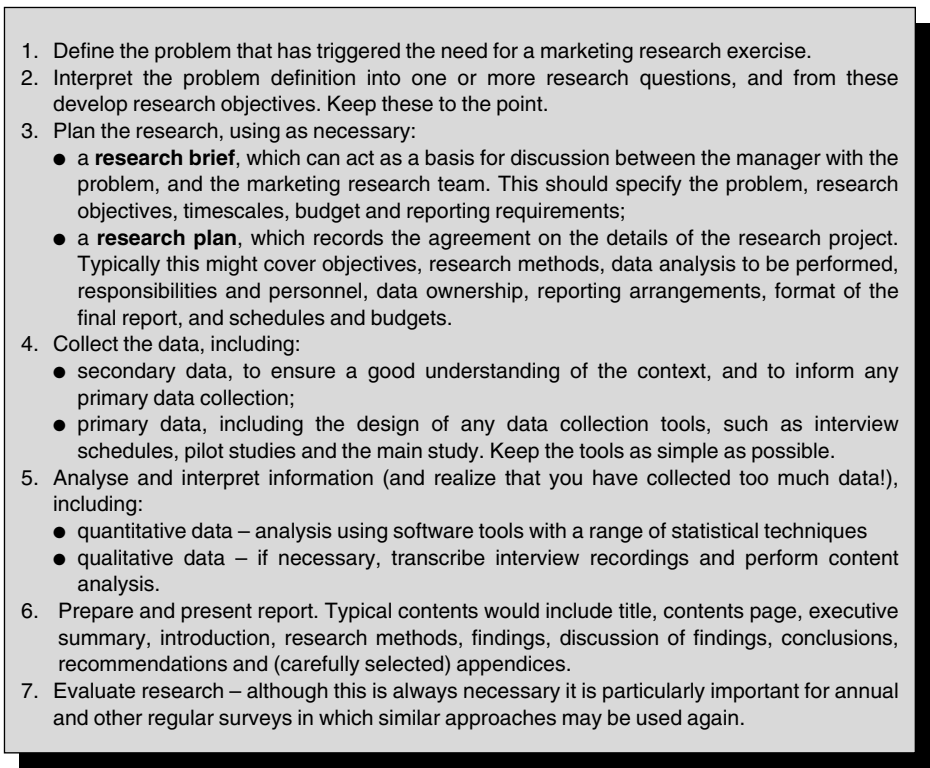 1. Define the problem that has triggered the need for a marketing research exercise.
2. Interpret the problem definition into one or more research questions, and from these
develop research objectives. Keep these to the point.
3. Plan the research, using as necessary:
● a research brief, which can act as a basis for discussion between the manager with the
problem, and the marketing research team. This should specify the problem, research
objectives, timescales, budget and reporting requirements;
● a research plan, which records the agreement on the details of the research project.
Typically this might cover objectives, research methods, data analysis to be performed,
responsibilities and personnel, data ownership, reporting arrangements, format of the
final report, and schedules and budgets.
4. Collect the data, including:
● secondary data, to ensure a good understanding of the context, and to inform any
primary data collection;
● primary data, including the design of any data collection tools, such as interview
schedules, pilot studies and the main study. Keep the tools as simple as possible.
5. Analyse and interpret information (and realize that you have collected too much data!),
including:
● quantitative data – analysis using software tools with a range of statistical techniques
● qualitative data – if necessary, transcribe interview recordings and perform content
analysis.
6. Prepare and present report. Typical contents would include title, contents page, executive
summary, introduction, research methods, findings, discussion of findings, conclusions,
recommendations and (carefully selected) appendices.
7. Evaluate research – although this is always necessary it is particularly important for annual
and other regular surveys in which similar approaches may be used again.